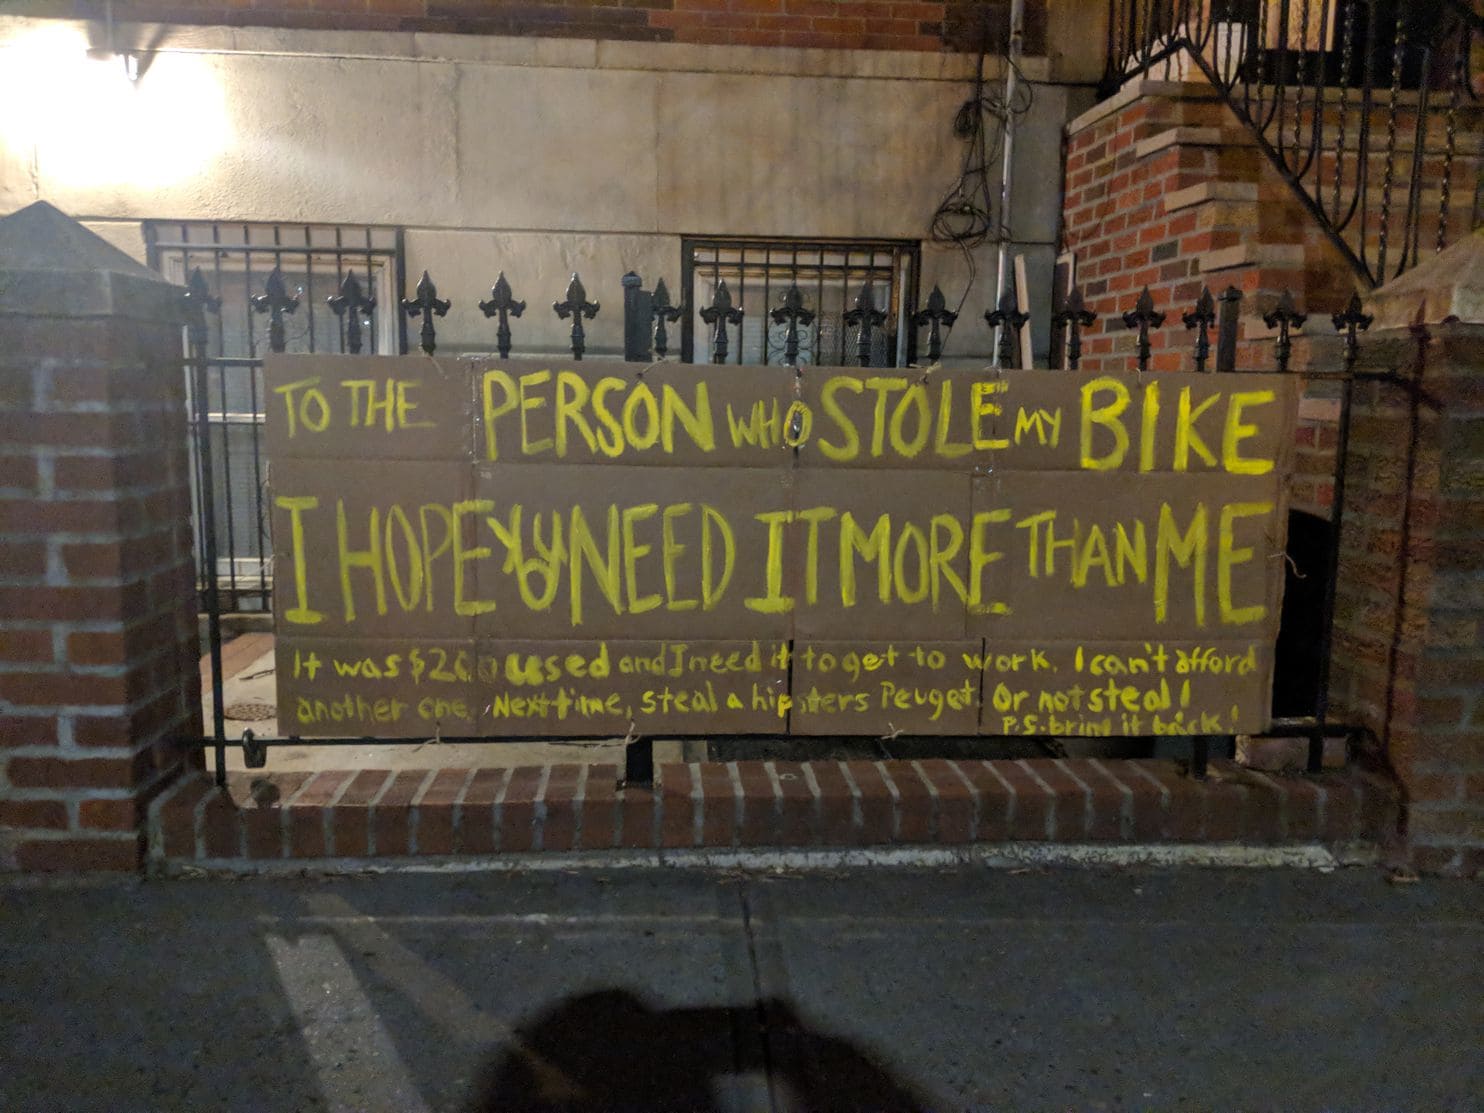 TO THE PERSON WHO STOLE MY BIKE
I HOPE YOU NEED IT MORE THAN ME
It was $200 used and I need it to get to work. I can't afford
another one. Next time, steal a hipsters Peuget. Or not steal!
P.S. bring it back!